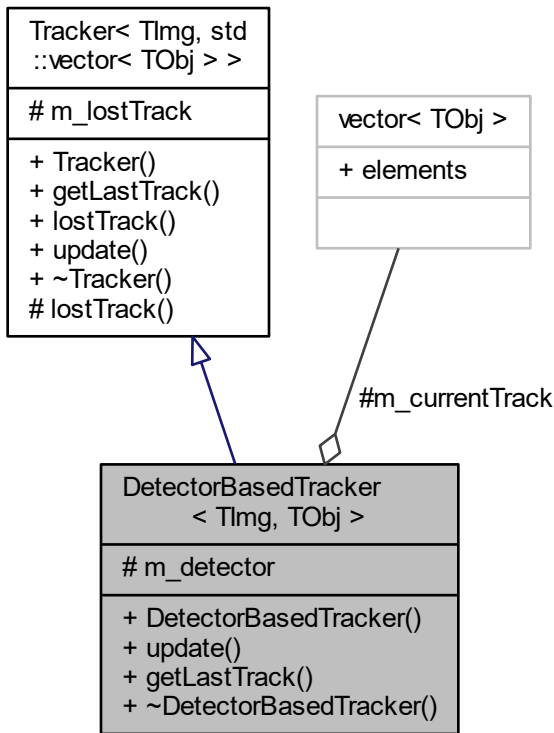 Tracker< TImg, std
::vector< TObj > >
# m_lostTrack
+ Tracker()
+ getLastTrack()
+ lostTrack()
+ update()
+ ~Tracker()
# lostTrack()
vector< TObj >
+ elements
#m_currentTrack
DetectorBasedTracker
< TImg, TObj >
# m_detector
+ DetectorBasedTracker()
+ update()
+ getLastTrack()
+ ~DetectorBasedTracker()